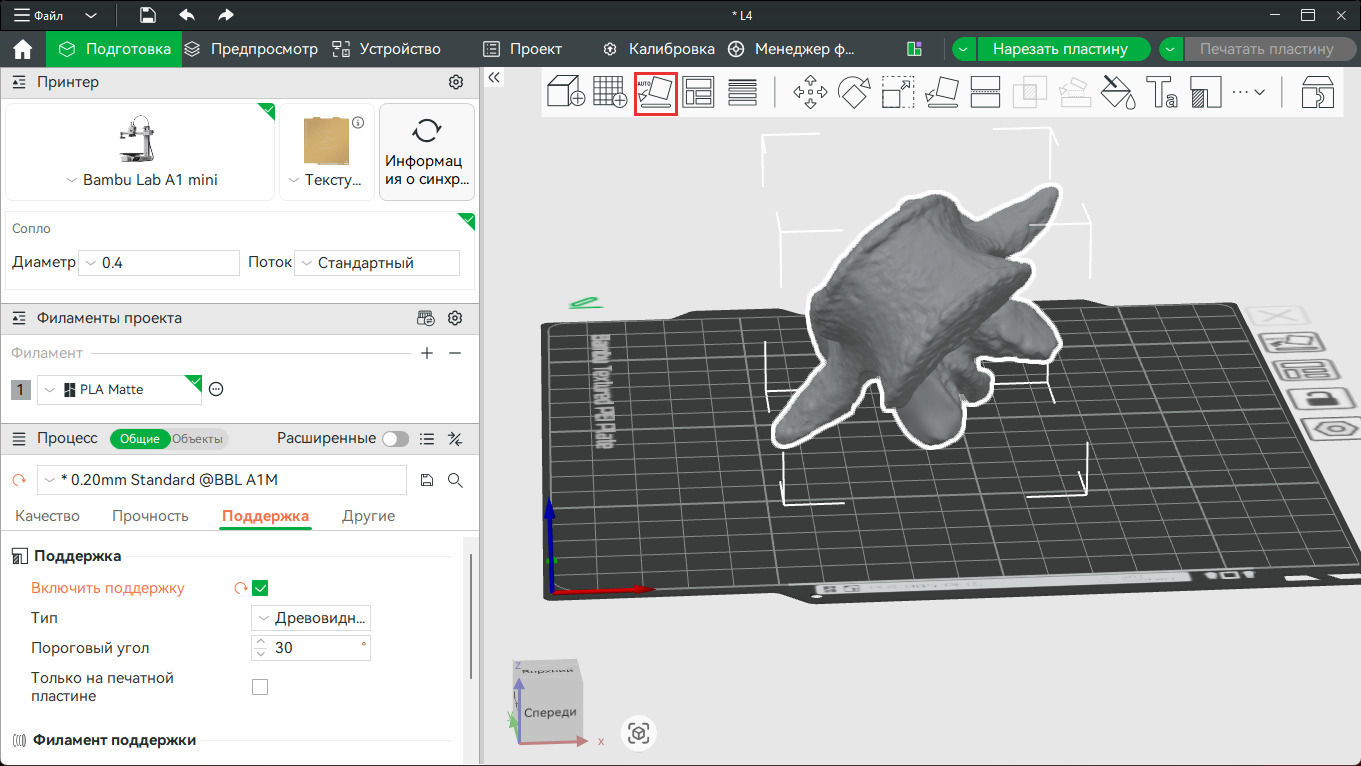 Файл
* L4
Подготовка
Предпросмотр
Устройство
Проект
Калибровка
Менеджер ф...
Нарезать пластину
Печатать пластину
Принтер
Bambu Lab A1 mini
Тексту...
Информац
ия о синхр...
Сопло
Диаметр
0.4
Поток
Стандартный
Филаменты проекта
Филамент
1
PLA Matte
Процесс
Общие
Объекты
Расширенные
* 0.20mm Standard @BBL A1M
Качество
Прочность
Поддержка
Другие
Поддержка
Включить поддержку
Тип
Древовидн...
Пороговый угол
30
°
Только на печатной
пластине
Филамент поддержки
AUTO
Ta
Bambu Textured PEI Plate
Z
Верхний
Спереди
Y
X